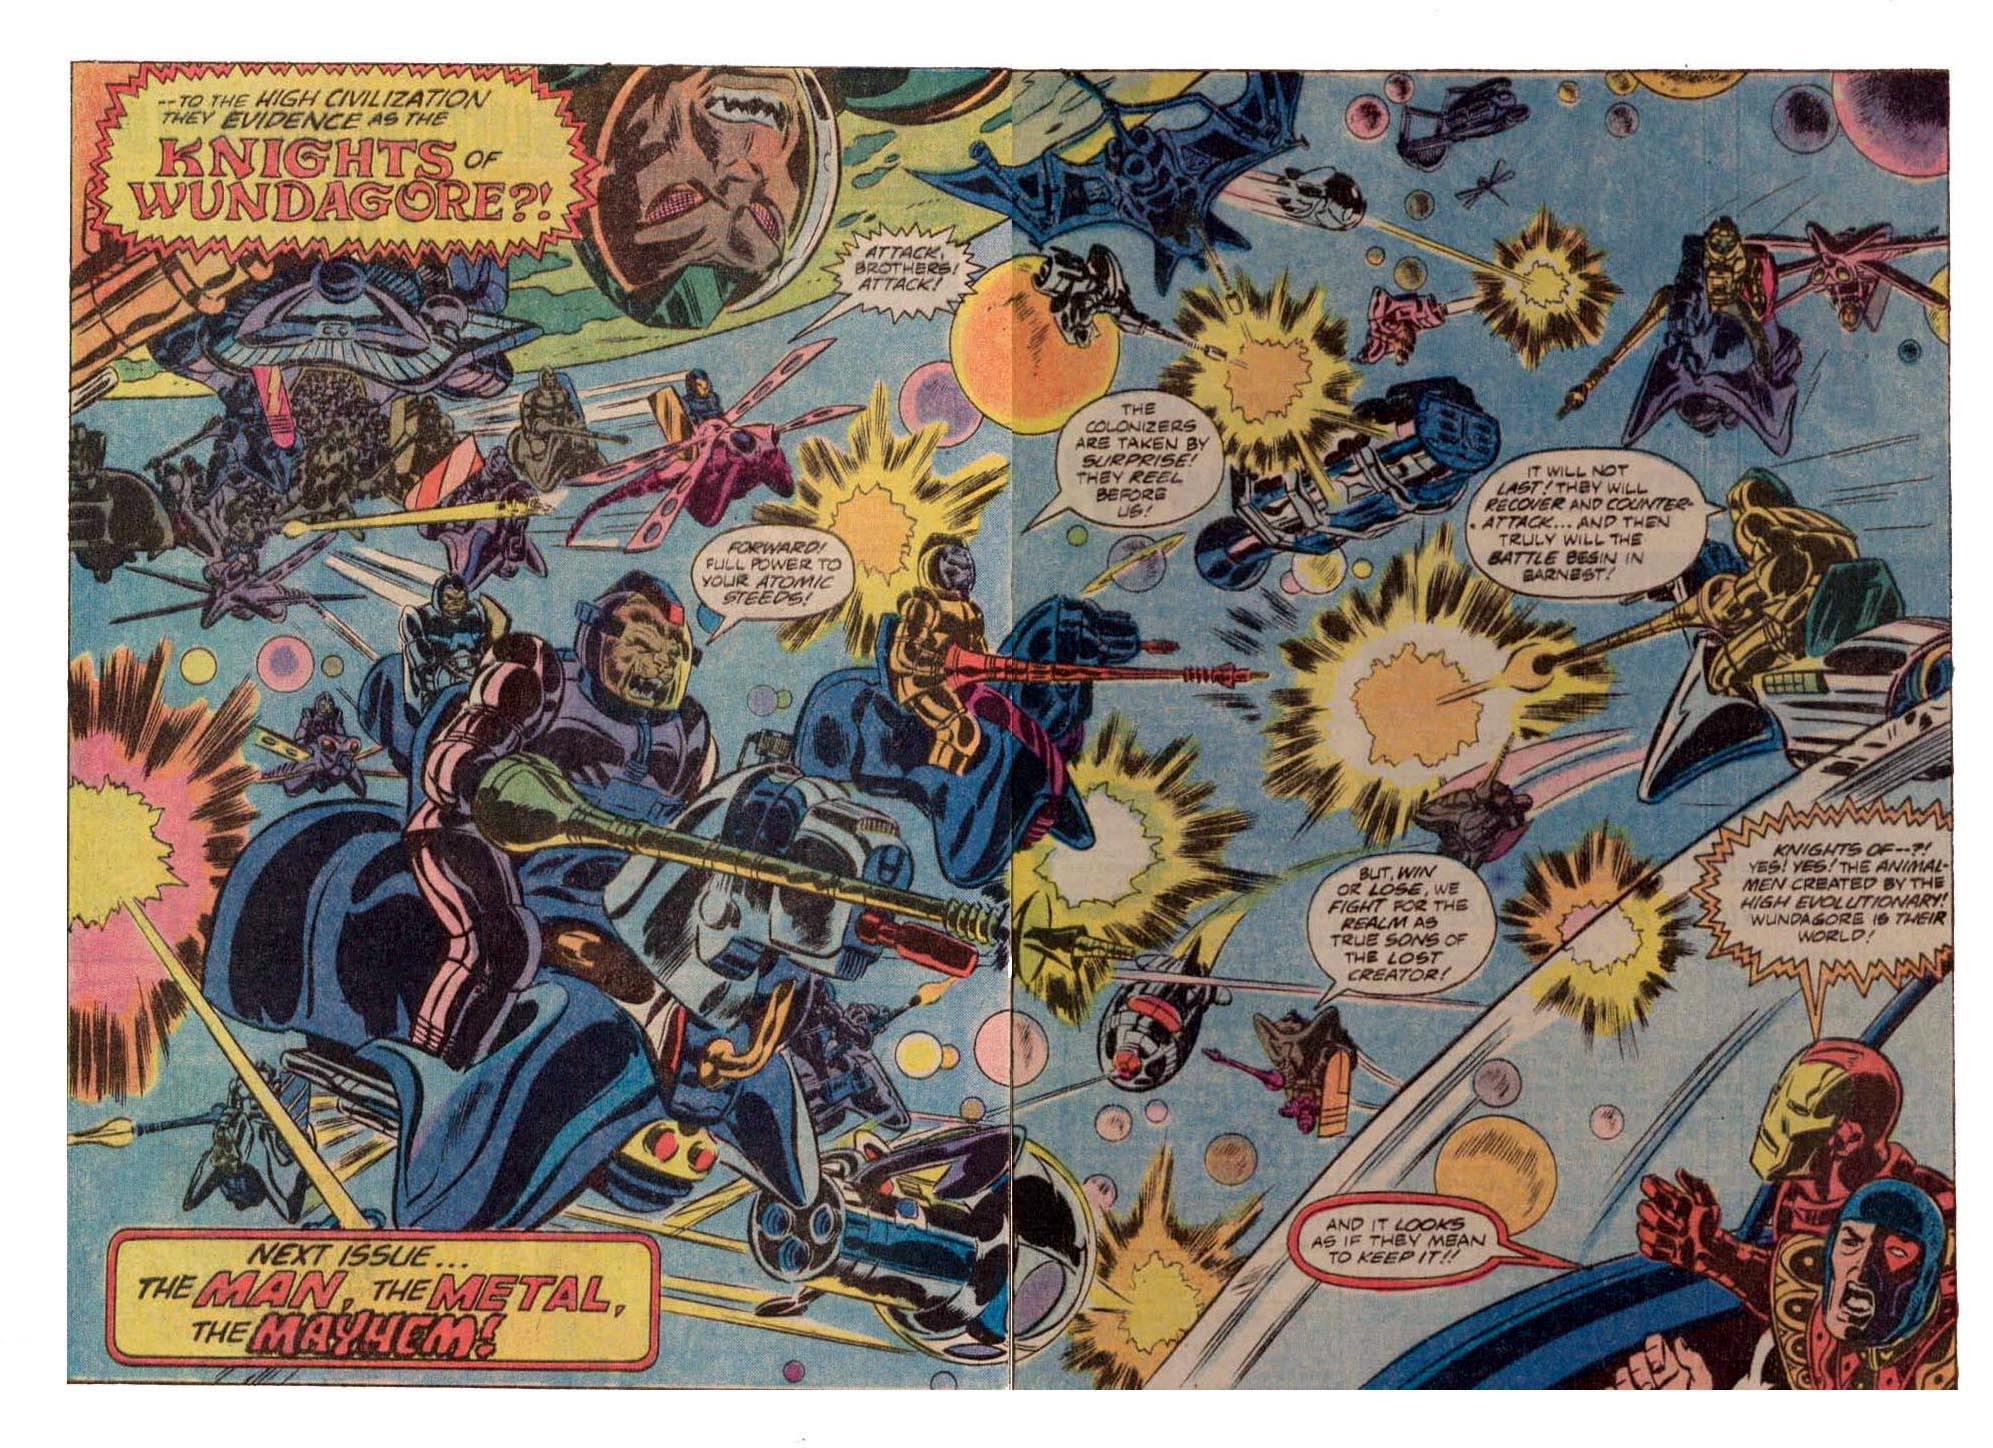 --TO THE HIGH CIVILIZATION
THEY EVIDENCE AS THE
KNIGHTS OF
WUNDAGORE?!
ATTACK,
BROTHERS!
ATTACK!
FORWARD!
FULL POWER TO
YOUR ATOMIC
STEEDS!
THE
COLONIZERS
ARE TAKEN BY
SURPRISE!
THEY REEL
BEFORE
US!
IT WILL NOT
LAST! THEY WILL
RECOVER AND COUNTER-
ATTACK... AND THEN
TRULY WILL THE
BATTLE BEGIN IN
EARNEST!
BUT, WIN
OR LOSE, WE
FIGHT FOR THE
REALM AS
TRUE SONS OF
THE LOST
CREATOR!
KNIGHTS OF--?!
YES! YES! THE ANIMAL-
MEN CREATED BY THE
HIGH EVOLUTIONARY!
WUNDAGORE IS THEIR
WORLD!
AND IT LOOKS
AS IF THEY MEAN
TO KEEP IT!!
NEXT ISSUE...
THE MAN, THE METAL,
THE MAYHEM!